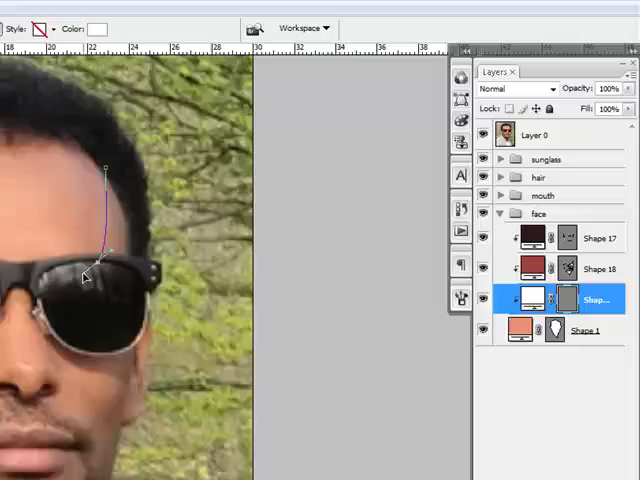 Style: Color: Workspace
18 20 22 24 26 28 30 32 34 36 38
Layers ×
Normal Opacity: 100%
Lock: Fill: 100%
Layer 0
sunglass
hair
mouth
face
Shape 17
Shape 18
Shap...
Shape 1